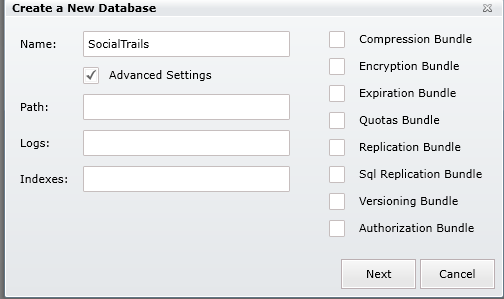 Create a New Database
Name:
SocialTrails
Advanced Settings
Path:
Logs:
Indexes:
Compression Bundle
Encryption Bundle
Expiration Bundle
Quotas Bundle
Replication Bundle
Sql Replication Bundle
Versioning Bundle
Authorization Bundle
Next
Cancel